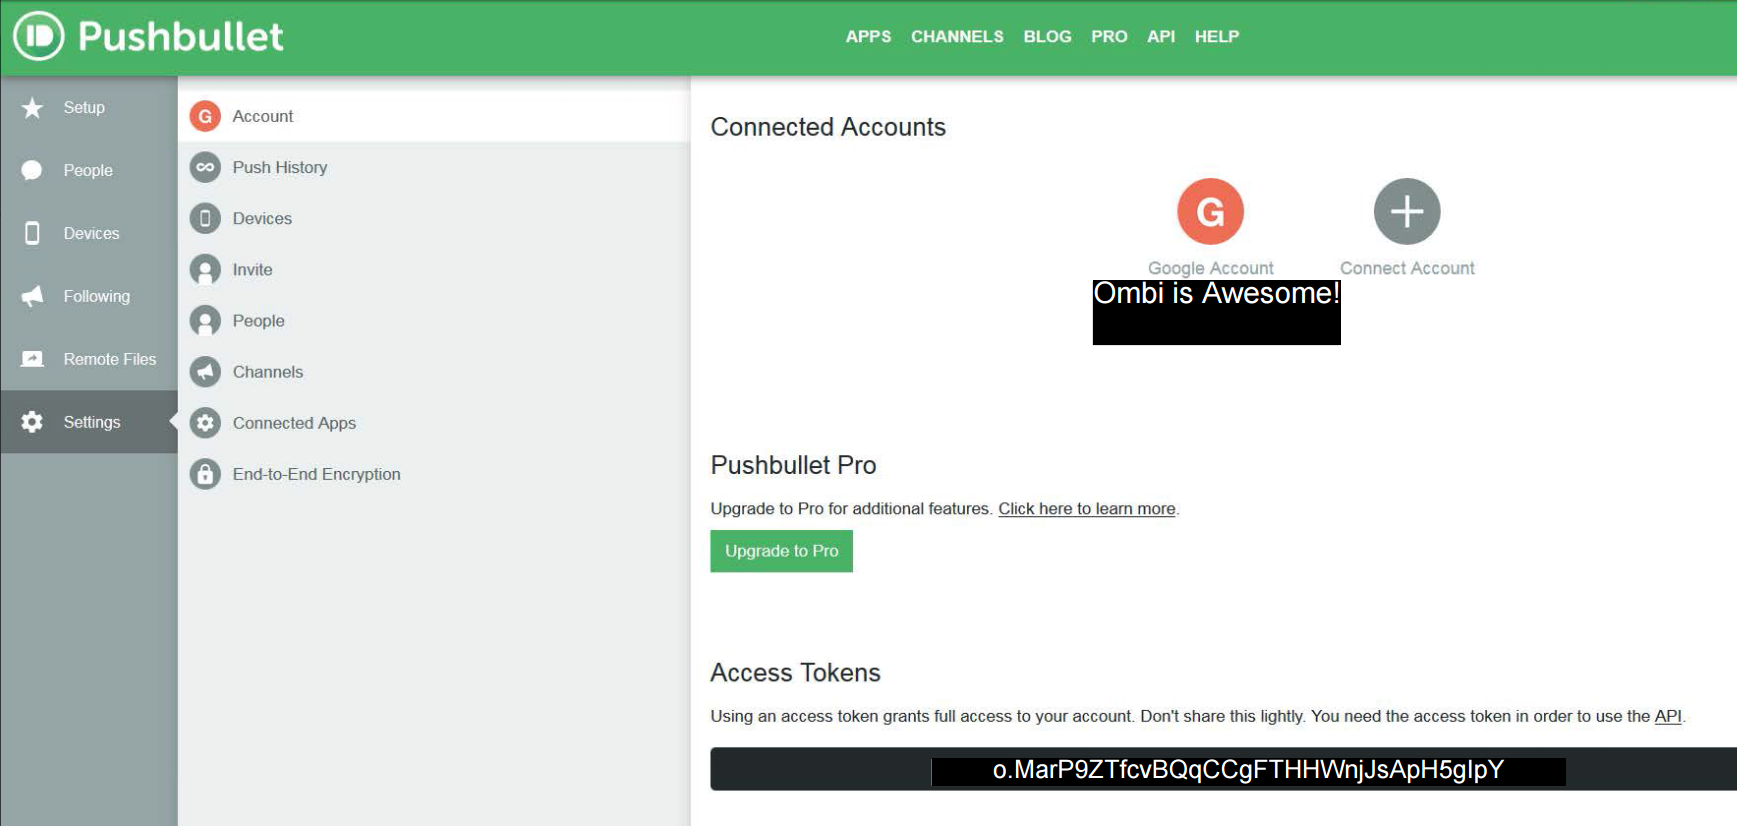 Pushbullet
APPS CHANNELS BLOG PRO API HELP
Setup
People
Devices
Following
Remote Files
Settings
G Account
Push History
Devices
Invite
People
Channels
Connected Apps
End-to-End Encryption
Connected Accounts
G
Google Account
Connect Account
Ombi is Awesome!
Pushbullet Pro
Upgrade to Pro for additional features. Click here to learn more.
Upgrade to Pro
Access Tokens
Using an access token grants full access to your account. Don't share this lightly. You need the access token in order to use the API.
o.MarP9ZTfcvBQqCCgFTHHWnjJsApH5gIpY